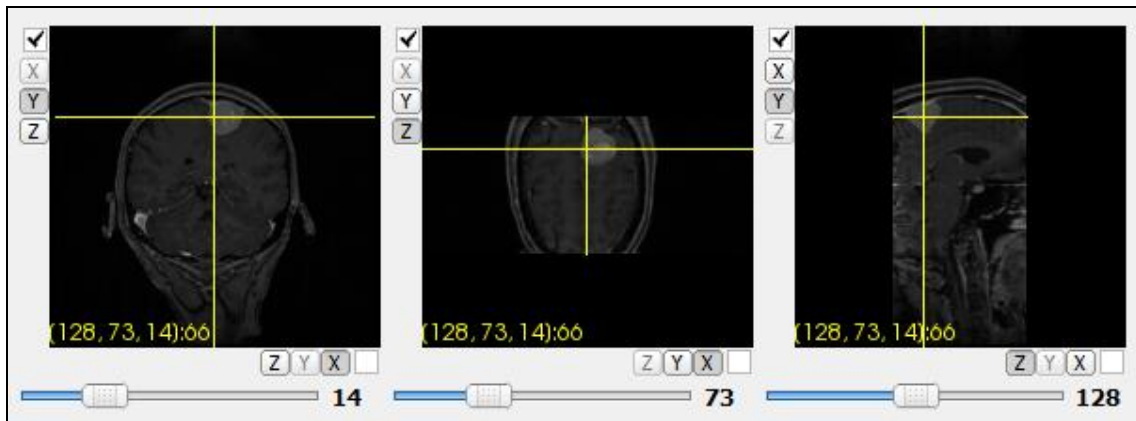 X
Y
Z
(128, 73, 14):66
Z Y X
14
X
Y
Z
(128, 73, 14):66
Z Y X
73
X
Y
Z
(128, 73, 14):66
Z Y X
128